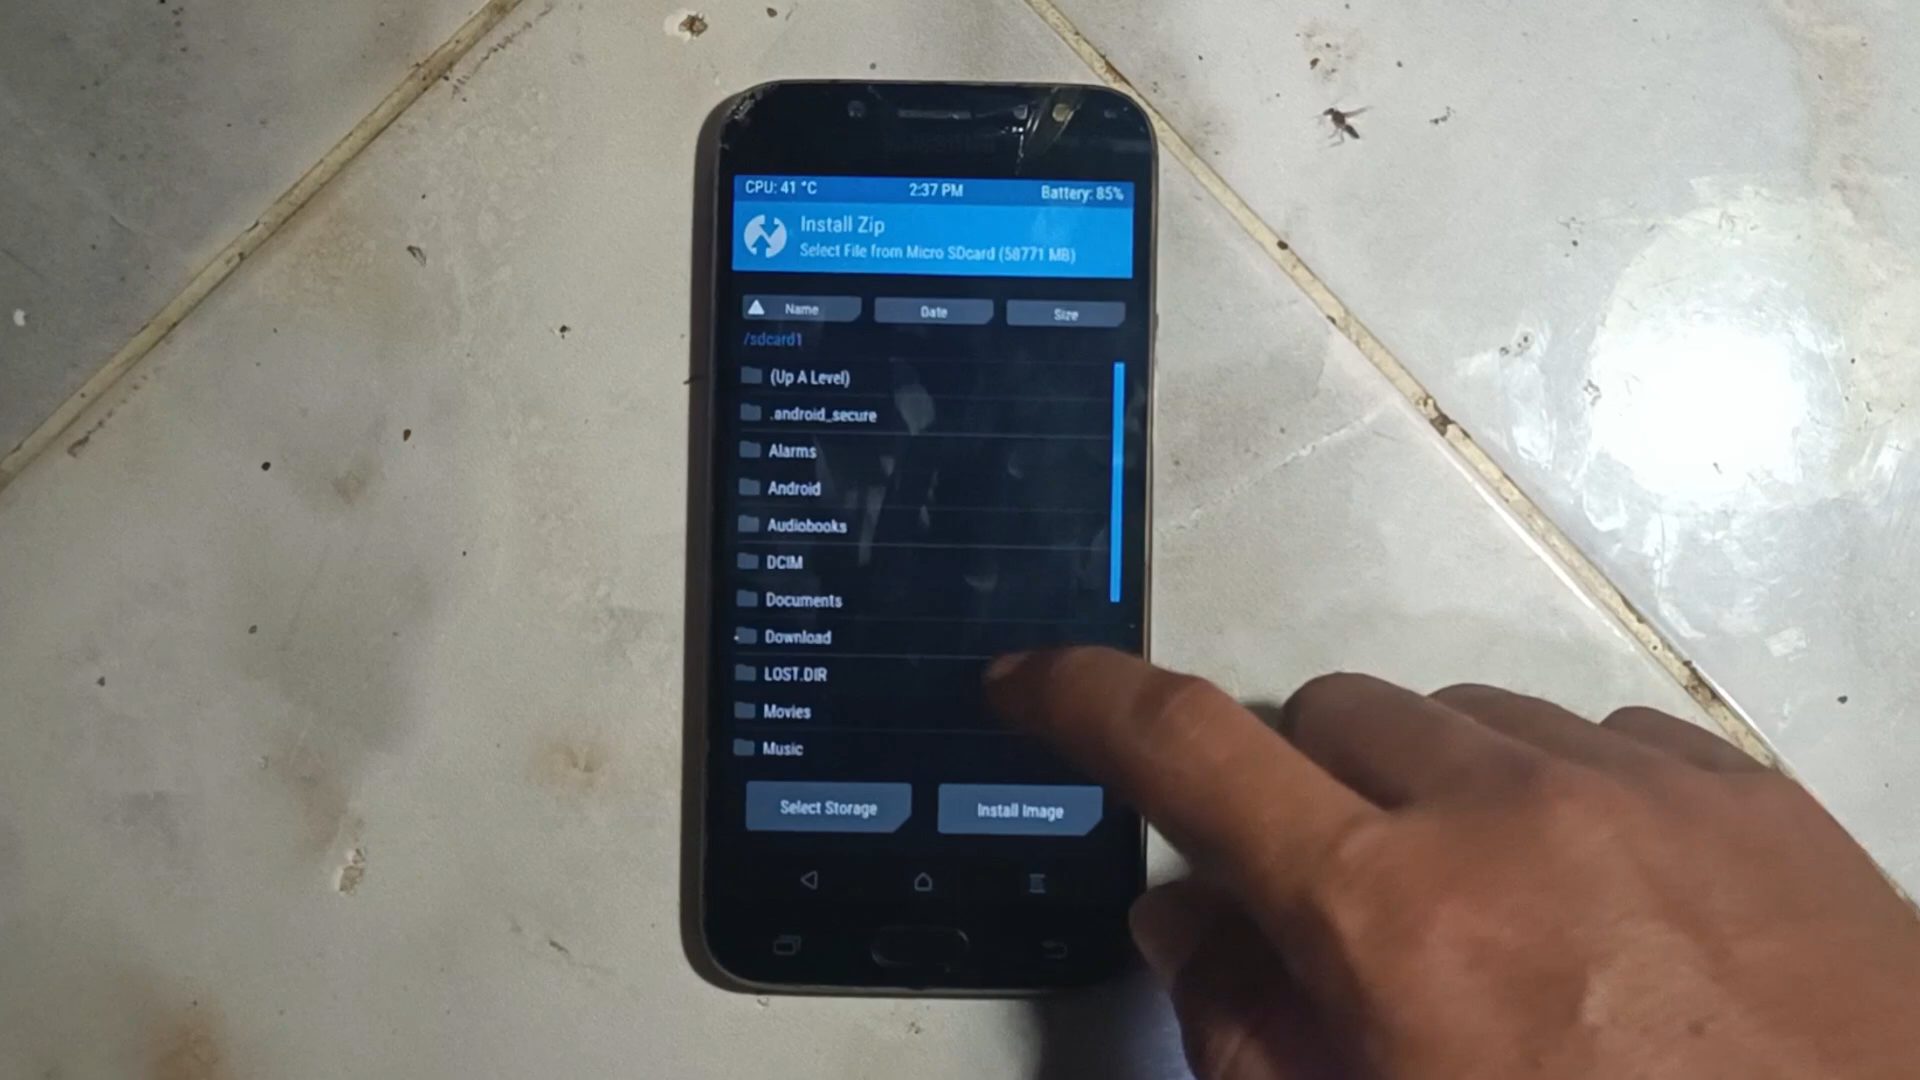 CPU: 41 °C 2:37 PM Battery: 85%
Install Zip
Select File from Micro SDcard (58771 MB)
Name Date Size
/sdcard1
(Up A Level)
.android_secure
Alarms
Android
Audiobooks
DCIM
Documents
Download
LOST.DIR
Movies
Music
Select Storage Install Image